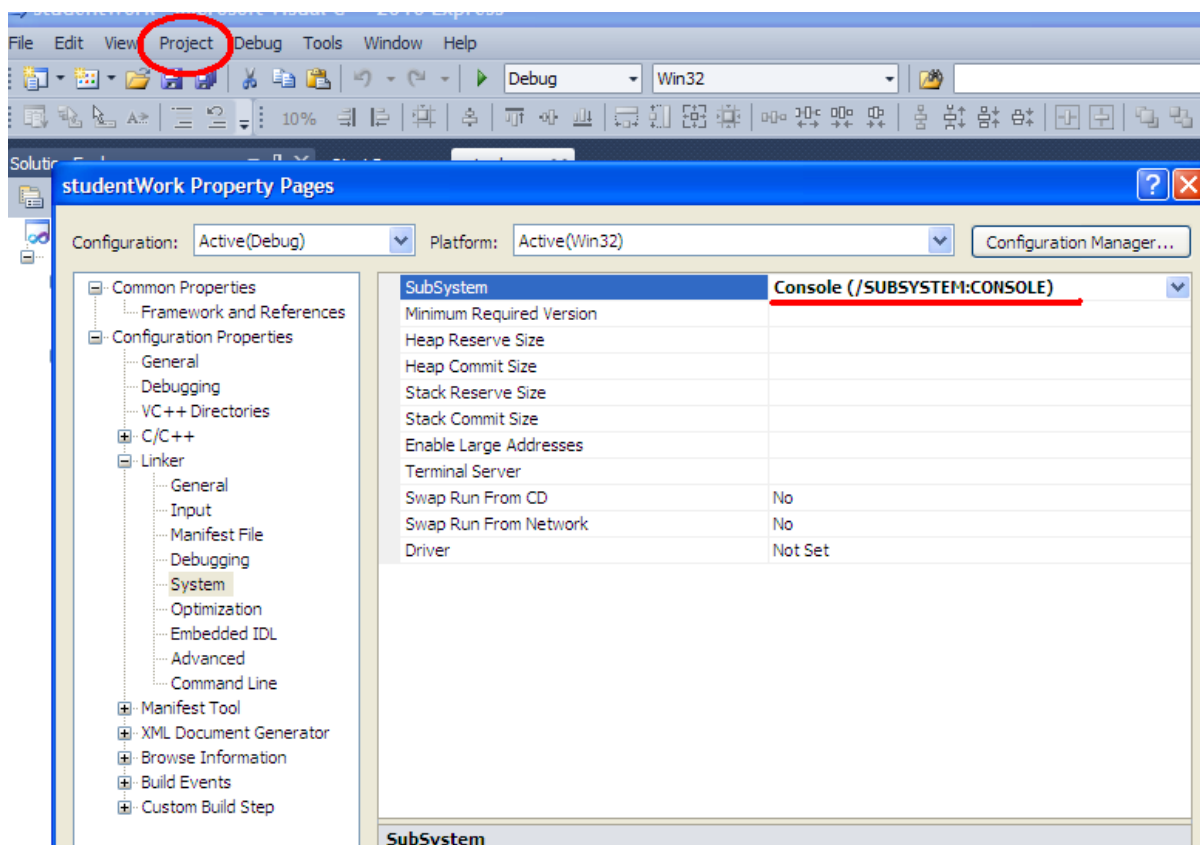 File Edit View Project Debug Tools Window Help
Debug Win32
10%
studentWork Property Pages
Configuration: Active(Debug) Platform: Active(Win32) Configuration Manager...
Common Properties
Framework and References
Configuration Properties
General
Debugging
VC++ Directories
C/C++
Linker
General
Input
Manifest File
Debugging
System
Optimization
Embedded IDL
Advanced
Command Line
Manifest Tool
XML Document Generator
Browse Information
Build Events
Custom Build Step
SubSystem Console (/SUBSYSTEM:CONSOLE)
Minimum Required Version
Heap Reserve Size
Heap Commit Size
Stack Reserve Size
Stack Commit Size
Enable Large Addresses
Terminal Server
Swap Run From CD No
Swap Run From Network No
Driver Not Set
SubSystem